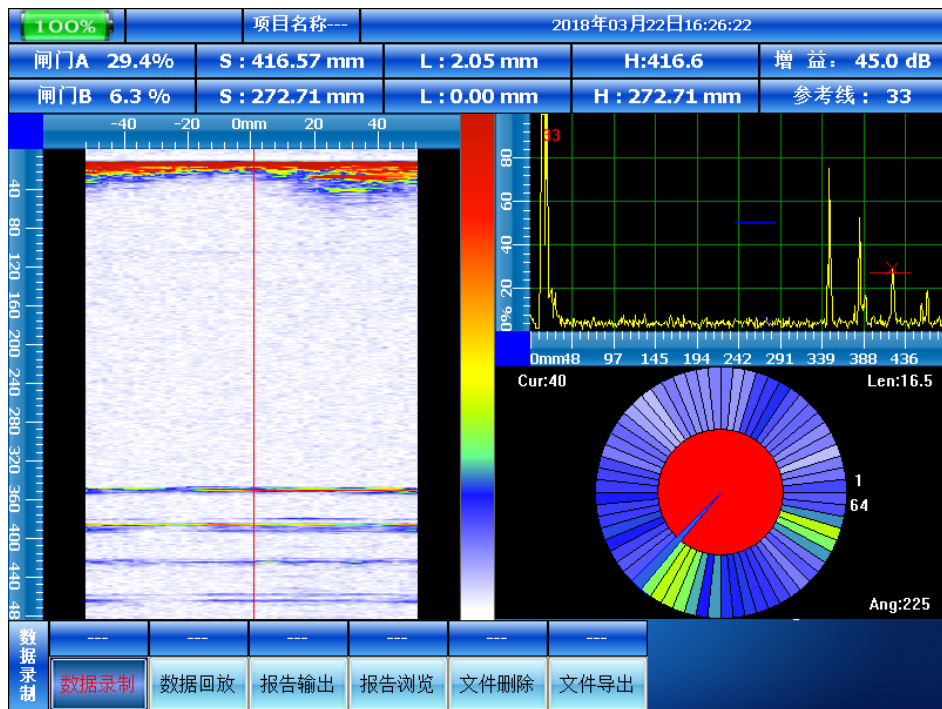 100% 项目名称--- 2018年03月22日16:26:22
闸门A 29.4% S : 416.57 mm L : 2.05 mm H:416.6 增 益: 45.0 dB
闸门B 6.3 % S : 272.71 mm L : 0.00 mm H : 272.71 mm 参考线 : 33
-40 -20 0mm 20 40
40 80 120 160 200 240 280 320 360 400 440 48
33
80 60 40 20 0%
0mm48 97 145 194 242 291 339 388 436
Cur:40 Len:16.5
1
64
Ang:225
数据录制
--- --- --- --- --- ---
数据录制 数据回放 报告输出 报告浏览 文件删除 文件导出